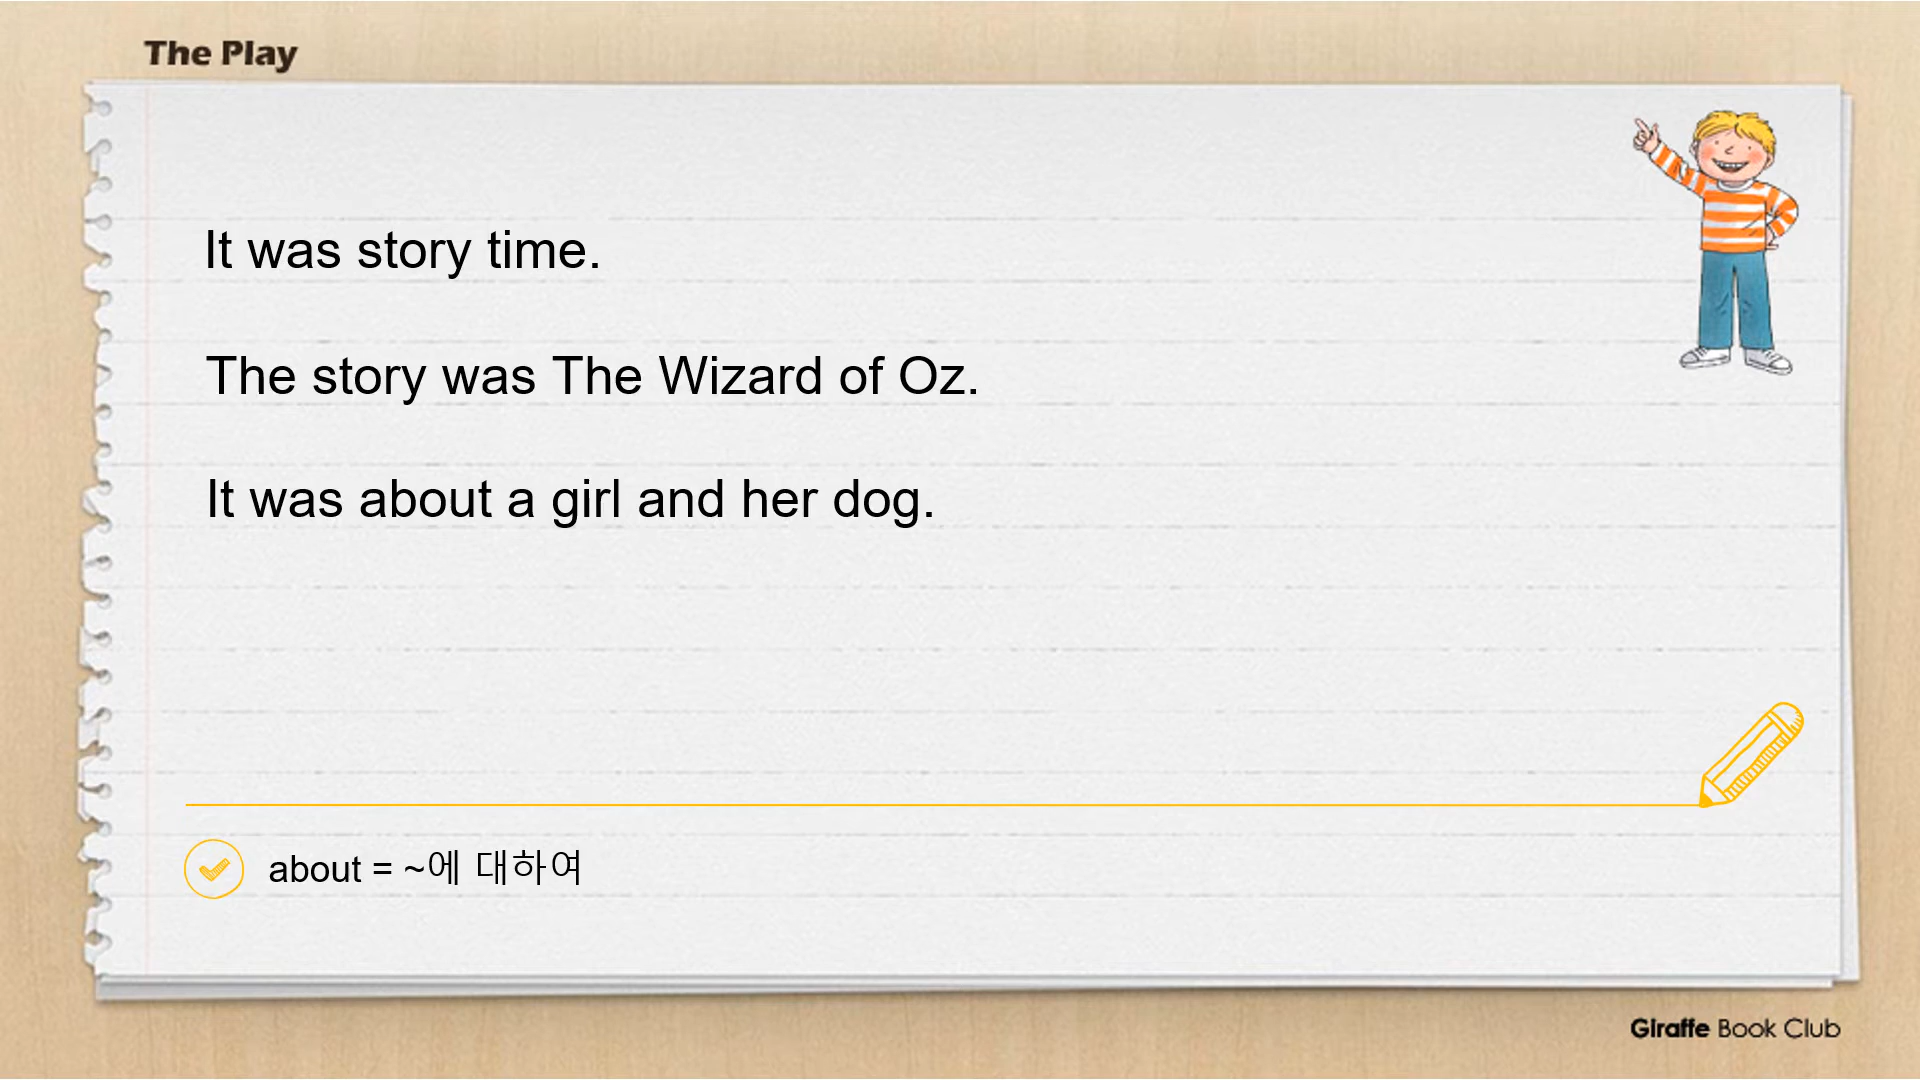 The Play
It was story time.
The story was The Wizard of Oz.
It was about a girl and her dog.
about = ~에 대하여
Giraffe Book Club